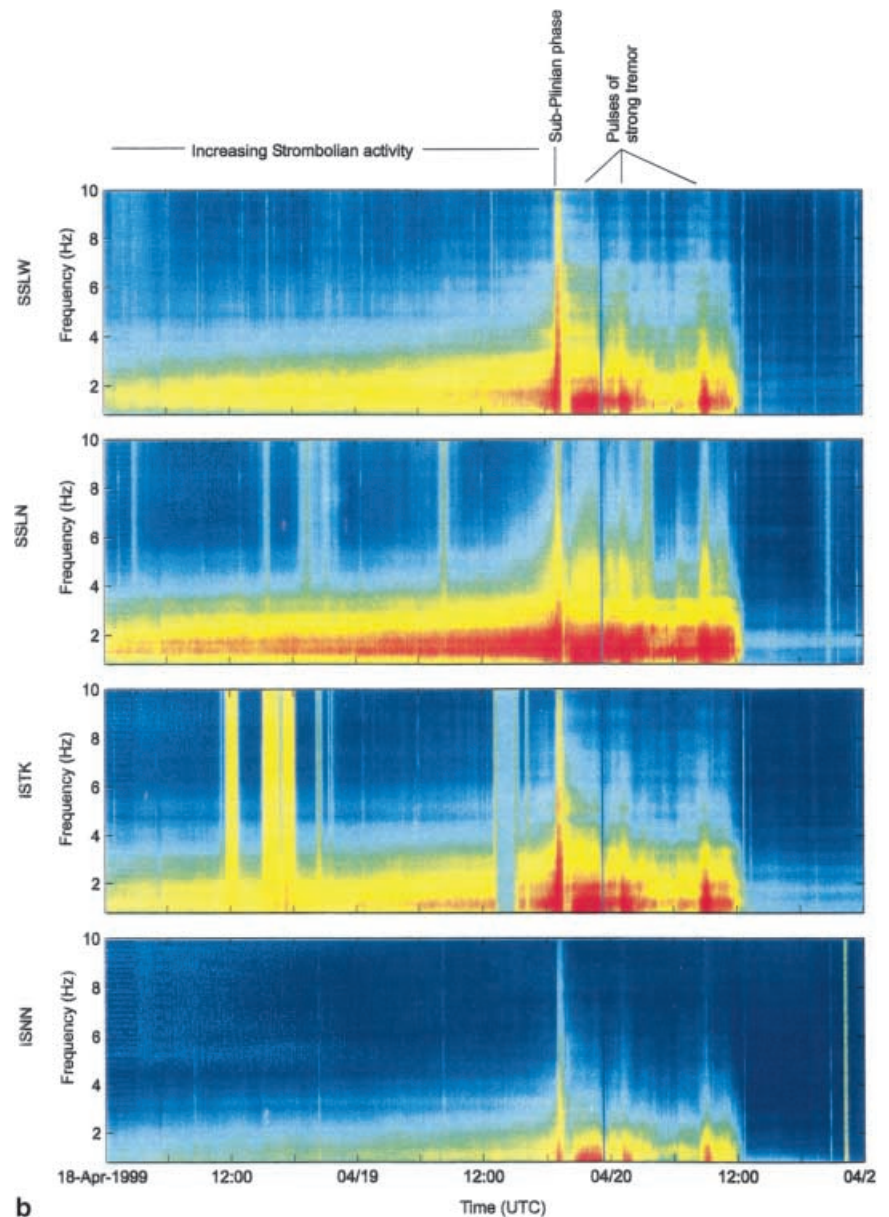 Sub-Plinian phase
Pulses of
strong tremor
Increasing Strombolian activity
SSLW
Frequency (Hz)
10
8
6
4
2
SSLN
Frequency (Hz)
10
8
6
4
2
ISTK
Frequency (Hz)
10
8
6
4
2
ISNN
Frequency (Hz)
10
8
6
4
2
18-Apr-1999 12:00 04/19 12:00 04/20 12:00 04/2
b
Time (UTC)